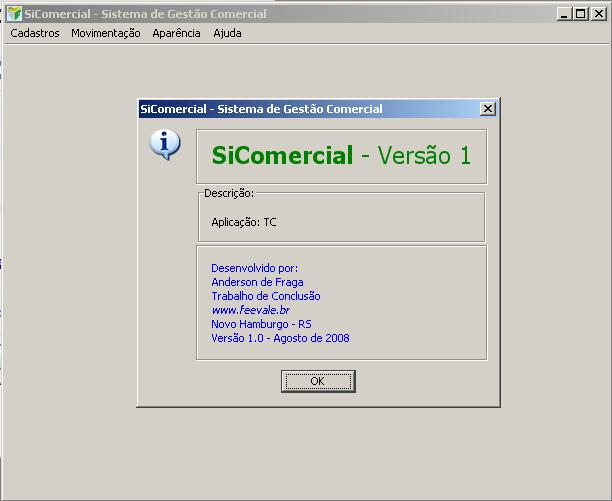 SiComercial - Sistema de Gestão Comercial
Cadastros Movimentação Aparência Ajuda
SiComercial - Sistema de Gestão Comercial
SiComercial - Versão 1
Descrição:
Aplicação: TC
Desenvolvido por:
Anderson de Fraga
Trabalho de Conclusão
www.feevale.br
Novo Hamburgo - RS
Versão 1.0 - Agosto de 2008
OK